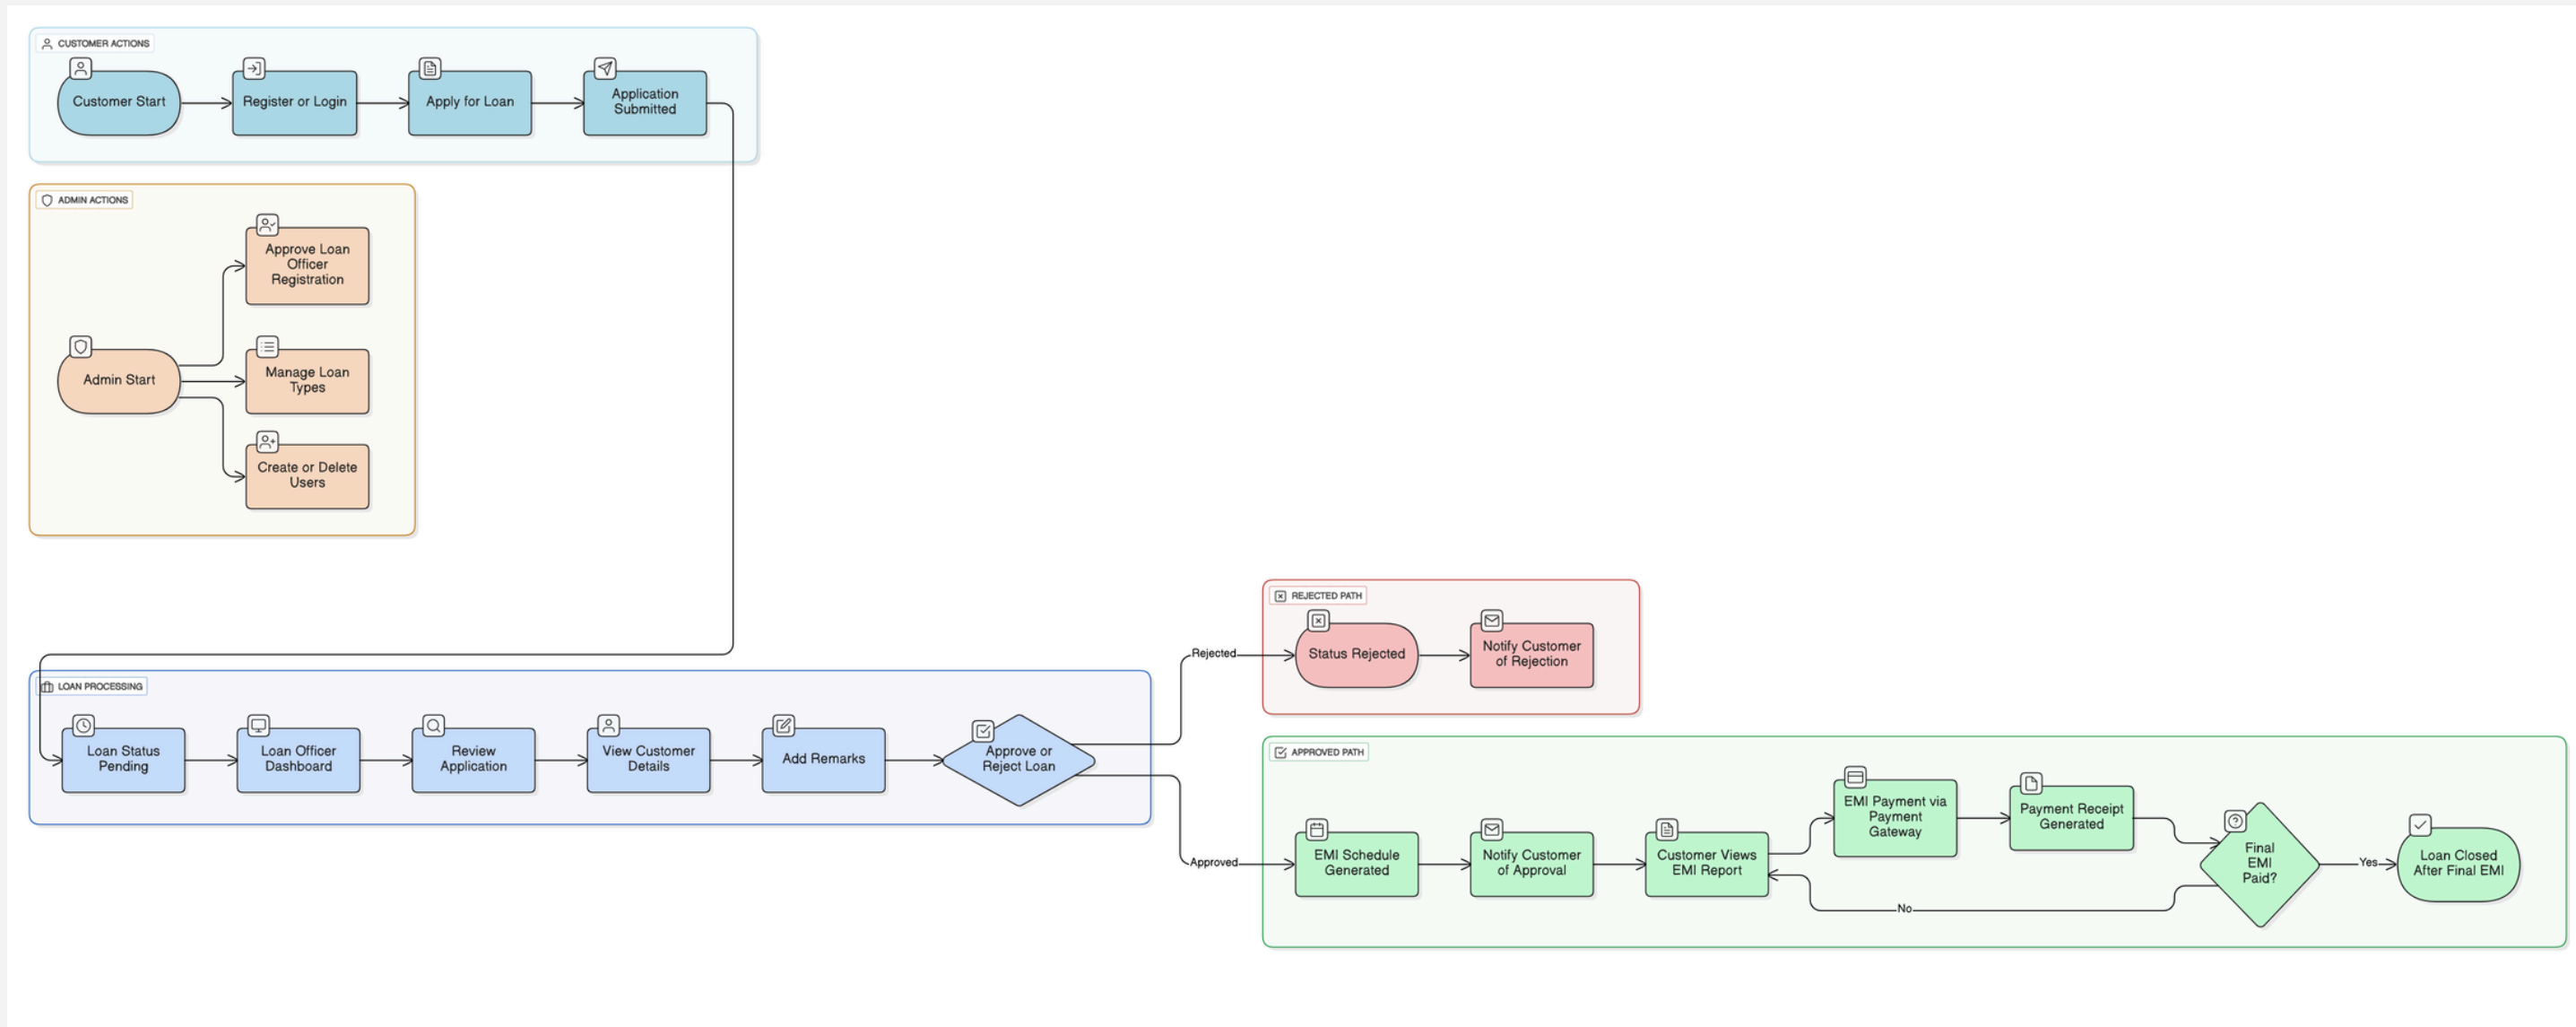 CUSTOMER ACTIONS
Customer Start
Register or Login
Apply for Loan
Application
Submitted
ADMIN ACTIONS
Approve Loan
Officer
Registration
Admin Start
Manage Loan
Types
Create or Delete
Users
LOAN PROCESSING
Loan Status
Pending
Loan Officer
Dashboard
Review
Application
View Customer
Details
Add Remarks
Approve or
Reject Loan
Rejected
REJECTED PATH
Status Rejected
Notify Customer
of Rejection
Approved
APPROVED PATH
EMI Schedule
Generated
Notify Customer
of Approval
Customer Views
EMI Report
EMI Payment via
Payment
Gateway
Payment Receipt
Generated
Final
EMI
Paid?
No
Yes
Loan Closed
After Final EMI